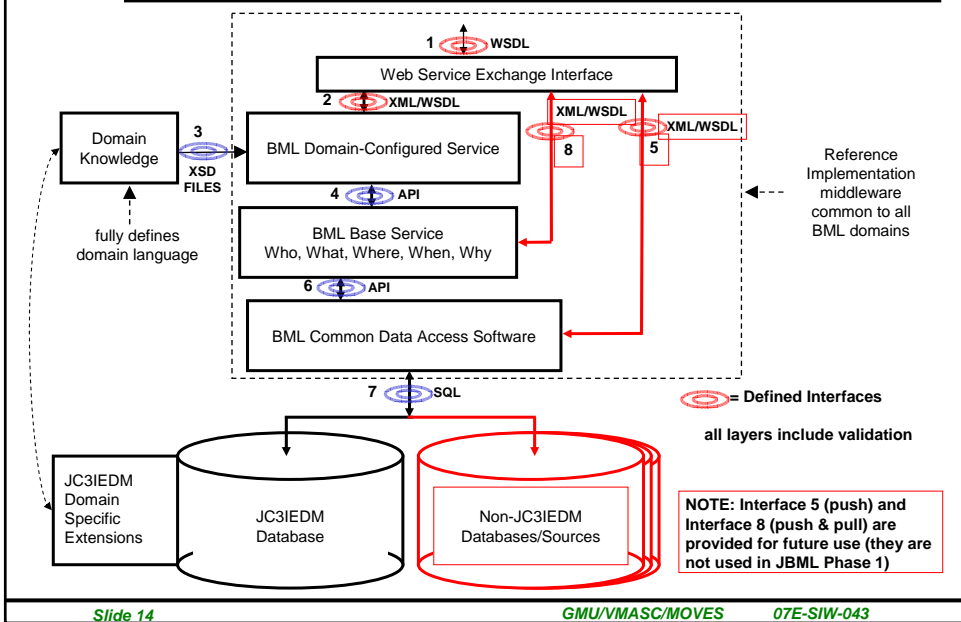 1 WSDL
Web Service Exchange Interface
2 XML/WSDL
XML/WSDL
8
XML/WSDL
5
Domain
Knowledge
3
XSD
FILES
BML Domain-Configured Service
Reference
Implementation
middleware
common to all
BML domains
4 API
fully defines
domain language
BML Base Service
Who, What, Where, When, Why
6 API
BML Common Data Access Software
7 SQL
= Defined Interfaces
all layers include validation
JC3IEDM
Domain
Specific
Extensions
JC3IEDM
Database
Non-JC3IEDM
Databases/Sources
NOTE: Interface 5 (push) and
Interface 8 (push & pull) are
provided for future use (they are
not used in JBML Phase 1)
Slide 14 GMU/VMASC/MOVES 07E-SIW-043